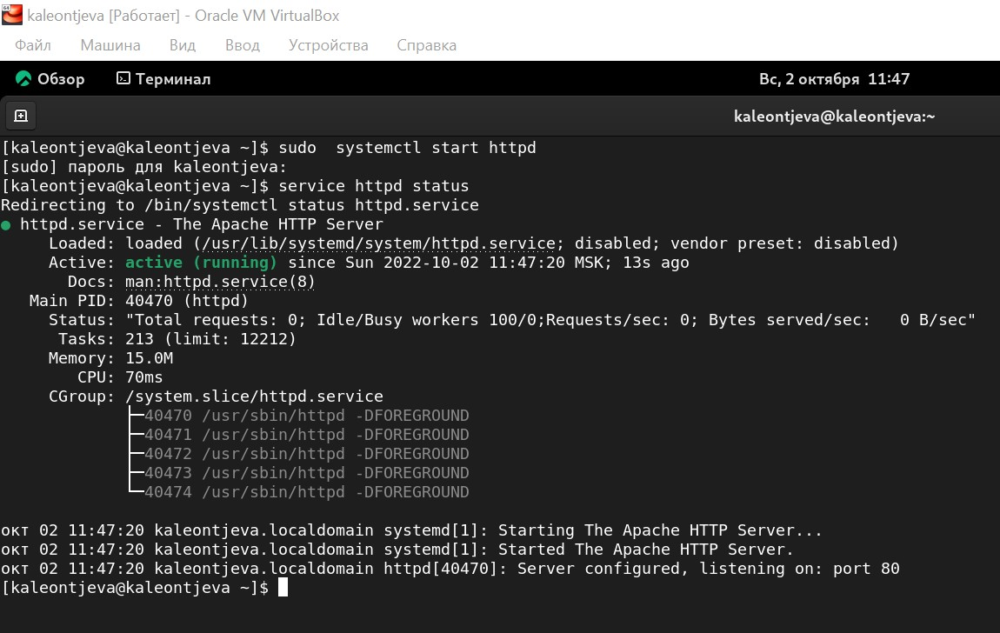 kaleontjeva [Работает] - Oracle VM VirtualBox
Файл Машина Вид Ввод Устройства Справка
Обзор Терминал Вс, 2 октября 11:47
kaleontjeva@kaleontjeva:~
[kaleontjeva@kaleontjeva ~]$ sudo  systemctl start httpd
[sudo] пароль для kaleontjeva:
[kaleontjeva@kaleontjeva ~]$ service httpd status
Redirecting to /bin/systemctl status httpd.service
● httpd.service - The Apache HTTP Server
     Loaded: loaded (/usr/lib/systemd/system/httpd.service; disabled; vendor preset: disabled)
     Active: active (running) since Sun 2022-10-02 11:47:20 MSK; 13s ago
       Docs: man:httpd.service(8)
   Main PID: 40470 (httpd)
     Status: "Total requests: 0; Idle/Busy workers 100/0;Requests/sec: 0; Bytes served/sec:   0 B/sec"
      Tasks: 213 (limit: 12212)
     Memory: 15.0M
        CPU: 70ms
     CGroup: /system.slice/httpd.service
             ├─40470 /usr/sbin/httpd -DFOREGROUND
             ├─40471 /usr/sbin/httpd -DFOREGROUND
             ├─40472 /usr/sbin/httpd -DFOREGROUND
             ├─40473 /usr/sbin/httpd -DFOREGROUND
             └─40474 /usr/sbin/httpd -DFOREGROUND
окт 02 11:47:20 kaleontjeva.localdomain systemd[1]: Starting The Apache HTTP Server...
окт 02 11:47:20 kaleontjeva.localdomain systemd[1]: Started The Apache HTTP Server.
окт 02 11:47:20 kaleontjeva.localdomain httpd[40470]: Server configured, listening on: port 80
[kaleontjeva@kaleontjeva ~]$